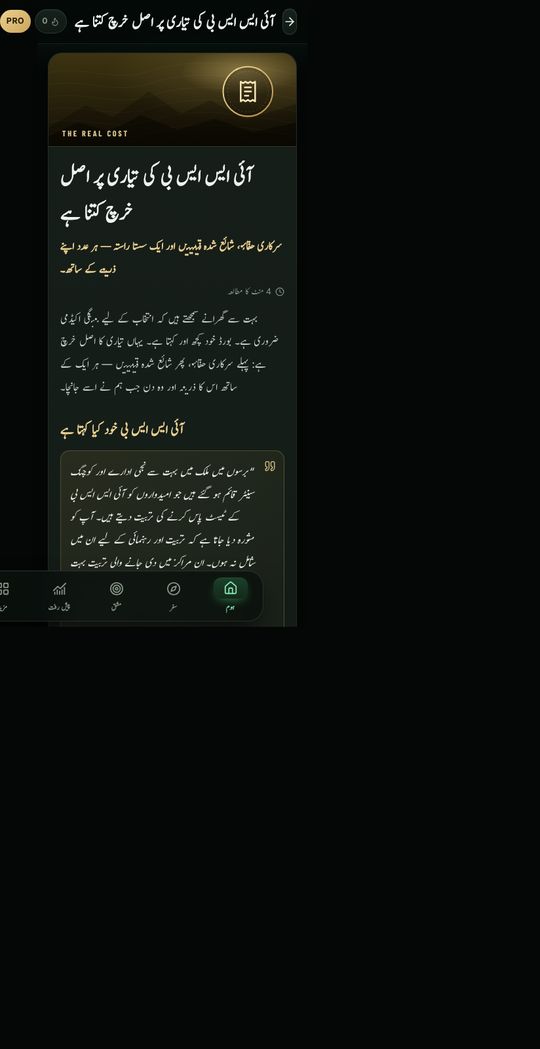 آئی ایس ایس بی کی تیاری پر اصل خرچ کتنا ہے
0
PRO
THE REAL COST
آئی ایس ایس بی کی تیاری پر اصل
خرچ کتنا ہے
سرکاری حقائق، شائع شدہ قیمتیں اور ایک سستا راستہ — ہر عدد اپنے
ذریعے کے ساتھ۔
4 منٹ کا مطالعہ
بہت سے گھرانے سمجھتے ہیں کہ انتخاب کے لیے مہنگی اکیڈمی
ضروری ہے۔ بورڈ خود کچھ اور کہتا ہے۔ یہاں تیاری کا اصل خرچ
ہے: پہلے سرکاری حقائق، پھر شائع شدہ قیمتیں — ہر ایک کے
ساتھ اس کا ذریعہ اور وہ دن جب ہم نے اسے جانچا۔
آئی ایس ایس بی خود کیا کہتا ہے
"برسوں میں ملک میں بہت سے نجی ادارے اور کوچنگ
سینٹر قائم ہو گئے ہیں جو امیدواروں کو آئی ایس ایس بی
کے ٹیسٹ پاس کرنے کی تربیت دیتے ہیں۔ آپ کو
مشورہ دیا جاتا ہے کہ تربیت اور رہنمائی کے لیے ان میں
شامل نہ ہوں۔ ان مراکز میں دی جانے والی تربیت بہت
ہوم
سفر
مشق
پیش رفت